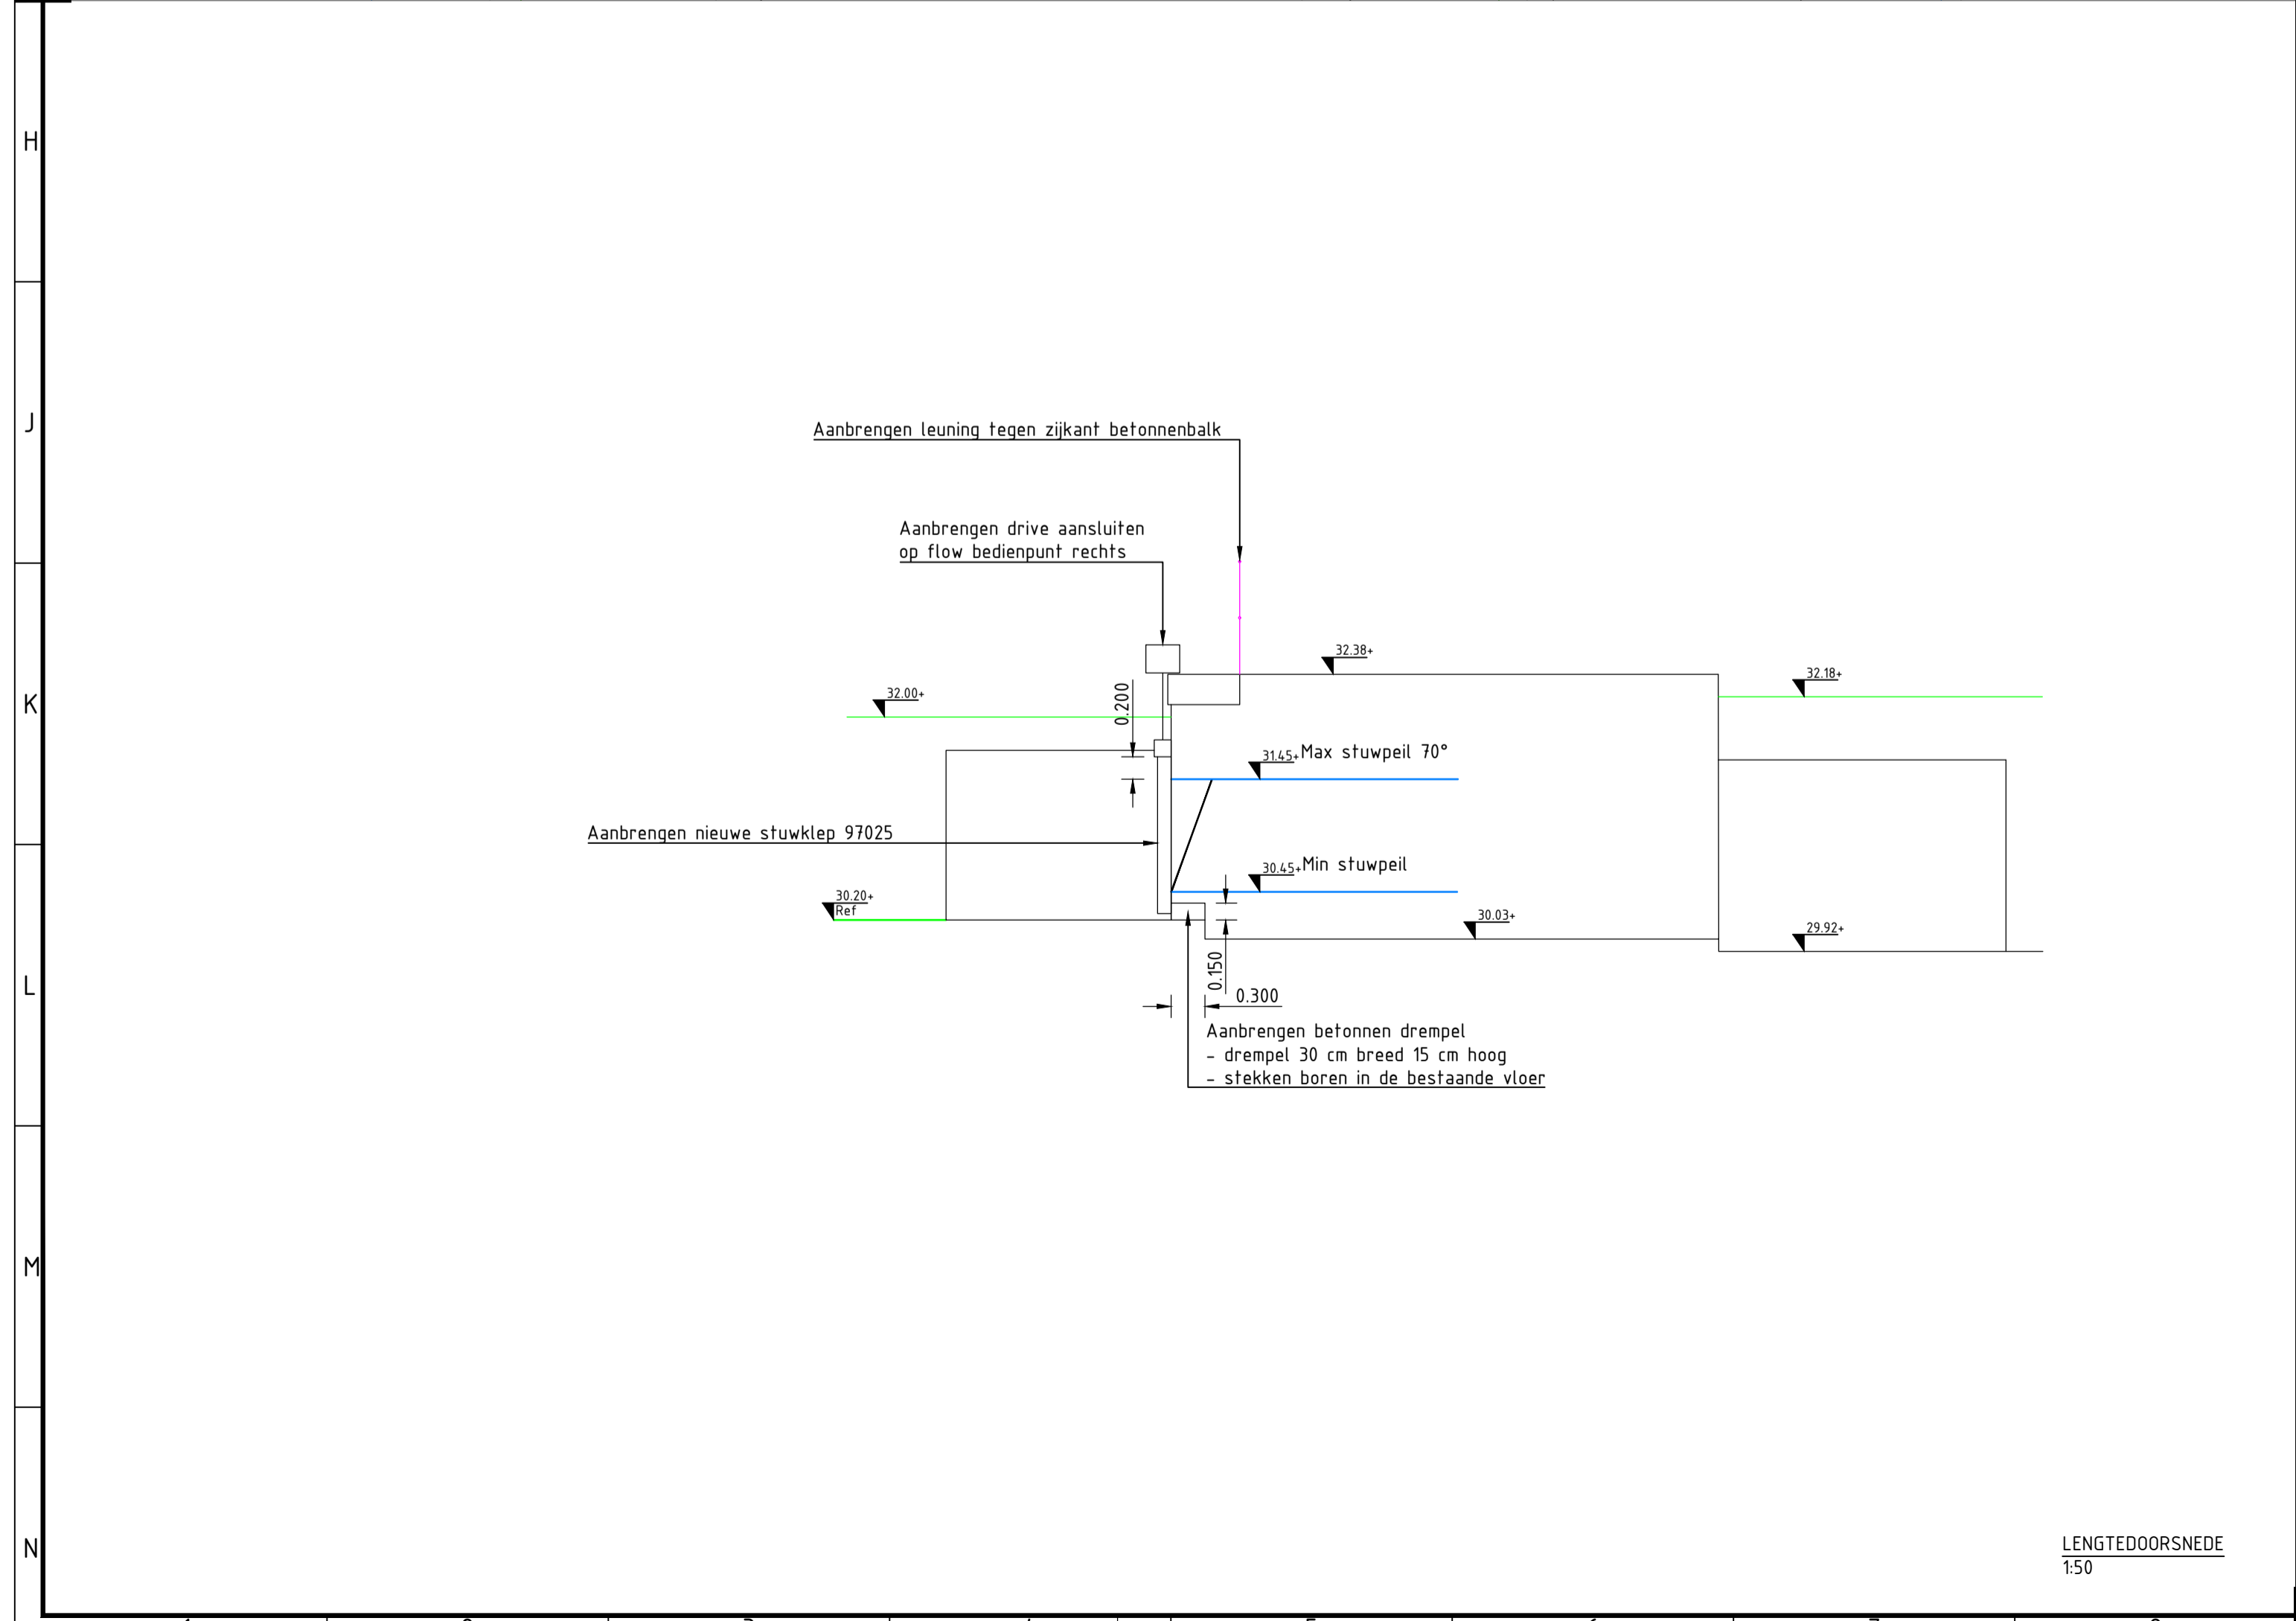 H
J
Aanbrengen leuning tegen zijkant betonnenbalk
Aanbrengen drive aansluiten
op flow bedienpunt rechts
K
32.38+
32.18+
32.00+
0.200
31.45+ Max stuwpeil 70°
Aanbrengen nieuwe stuwklep 97025
30.45+ Min stuwpeil
30.20+
Ref
30.03+
29.92+
L
0.150
0.300
Aanbrengen betonnen drempel
- drempel 30 cm breed 15 cm hoog
- stekken boren in de bestaande vloer
M
N
LENGTEDOORSNEDE
1:50